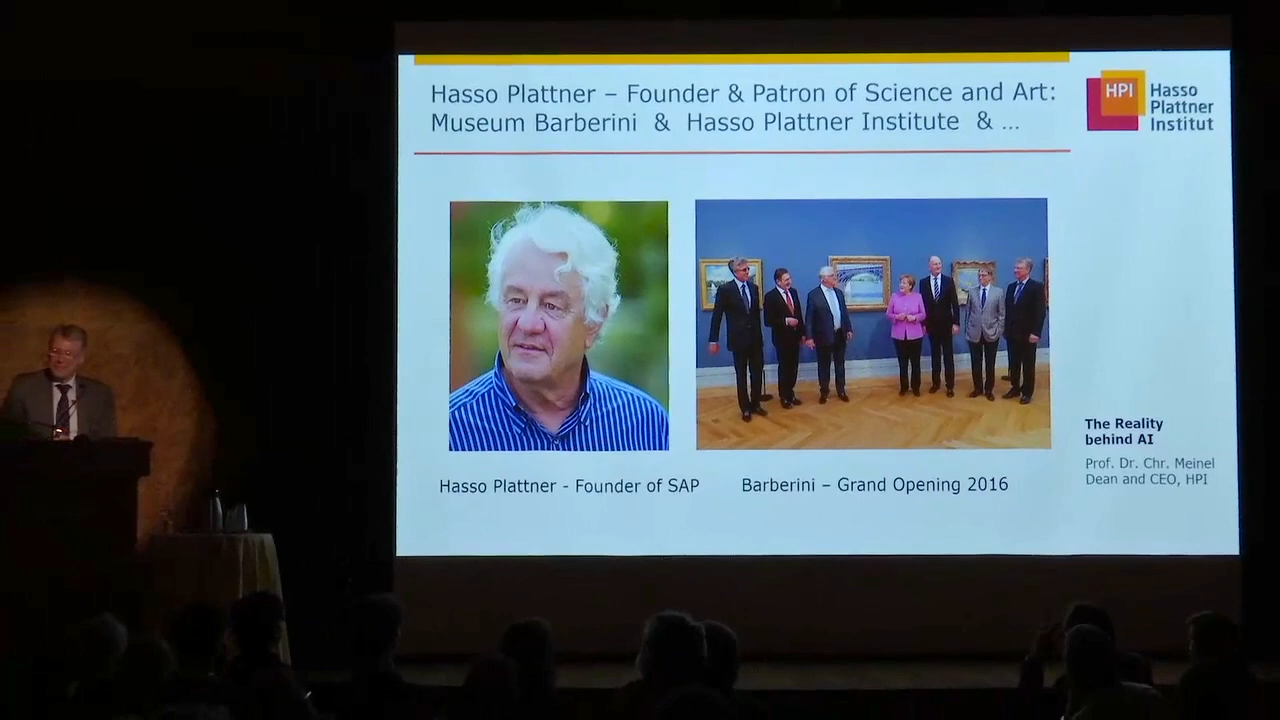 Hasso Plattner – Founder & Patron of Science and Art:
Museum Barberini & Hasso Plattner Institute & ...
HPI
Hasso
Plattner
Institut
Hasso Plattner - Founder of SAP
Barberini – Grand Opening 2016
The Reality
behind AI
Prof. Dr. Chr. Meinel
Dean and CEO, HPI